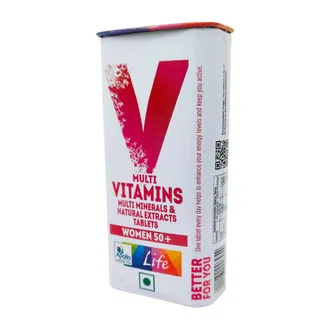 V
MULTI
VITAMINS
MULTI MINERALS &
NATURAL EXTRACTS
TABLETS
WOMEN 50+
Apollo
Life
BETTER
FOR YOU
One tablet every day helps to enhance your energy levels and keep you active.